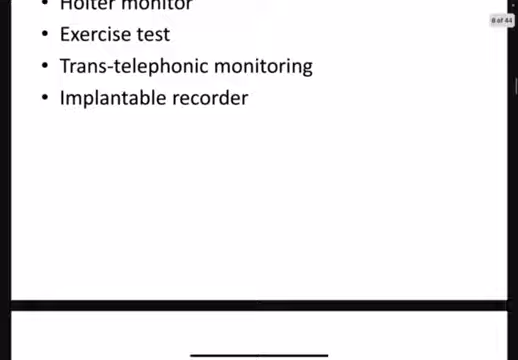 • Holter monitor
• Exercise test
• Trans-telephonic monitoring
• Implantable recorder
8 of 44